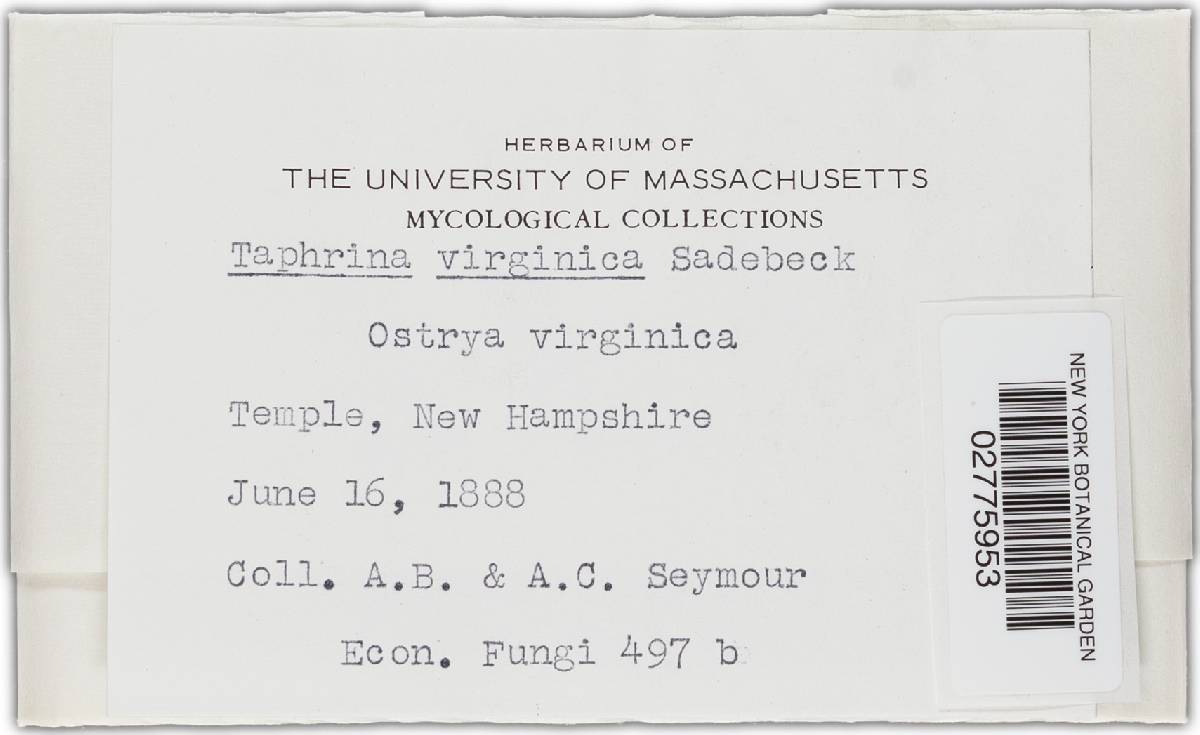 HERBARIUM OF
THE UNIVERSITY OF MASSACHUSETTS
MYCOLOGICAL COLLECTIONS
Taphrina virginica Sadebeck
Ostrya virginica
Temple, New Hampshire
June 16, 1888
Coll. A.B. & A.C. Seymour
Econ. Fungi 497 b
NEW YORK BOTANICAL GARDEN
02775953